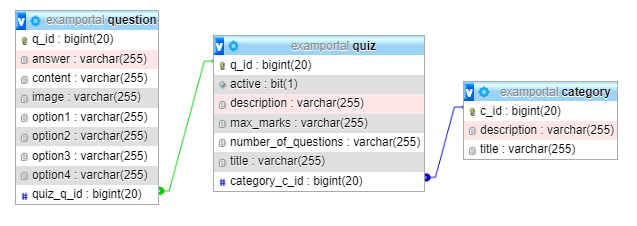 v examportal question
q_id : bigint(20)
answer : varchar(255)
content : varchar(255)
image : varchar(255)
option1 : varchar(255)
option2 : varchar(255)
option3 : varchar(255)
option4 : varchar(255)
# quiz_q_id : bigint(20)
v examportal quiz
q_id : bigint(20)
active : bit(1)
description : varchar(255)
max_marks : varchar(255)
number_of_questions : varchar(255)
title : varchar(255)
# category_c_id : bigint(20)
v examportal category
c_id : bigint(20)
description : varchar(255)
title : varchar(255)